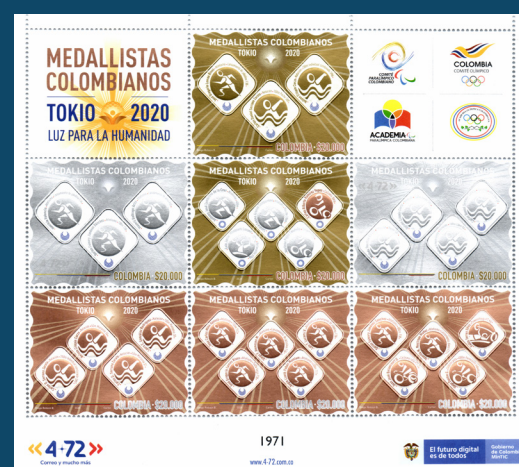 MEDALLISTAS
COLOMBIANOS
TOKIO 2020
LUZ PARA LA HUMANIDAD
MEDALLISTAS COLOMBIANOS
TOKIO 2020
COLOMBIA $20.000
COMITÉ
PARALÍMPICO
COLOMBIANO
COLOMBIA
COMITÉ OLÍMPICO
ACADEMIA
PARALÍMPICA COLOMBIANA
MEDALLISTAS COLOMBIANOS
TOKIO 2020
COLOMBIA $20.000
MEDALLISTAS COLOMBIANOS
TOKIO 2020
COLOMBIA $20.000
MEDALLISTAS COLOMBIANOS
TOKIO 2020
COLOMBIA $20.000
MEDALLISTAS COLOMBIANOS
TOKIO 2020
COLOMBIA $20.000
MEDALLISTAS COLOMBIANOS
TOKIO 2020
COLOMBIA $20.000
MEDALLISTAS COLOMBIANOS
TOKIO 2020
COLOMBIA $20.000
4-72
Correo y mucho más
1971
www.4-72.com.co
El futuro digital
es de todos
Gobierno
de Colombia
MinTIC